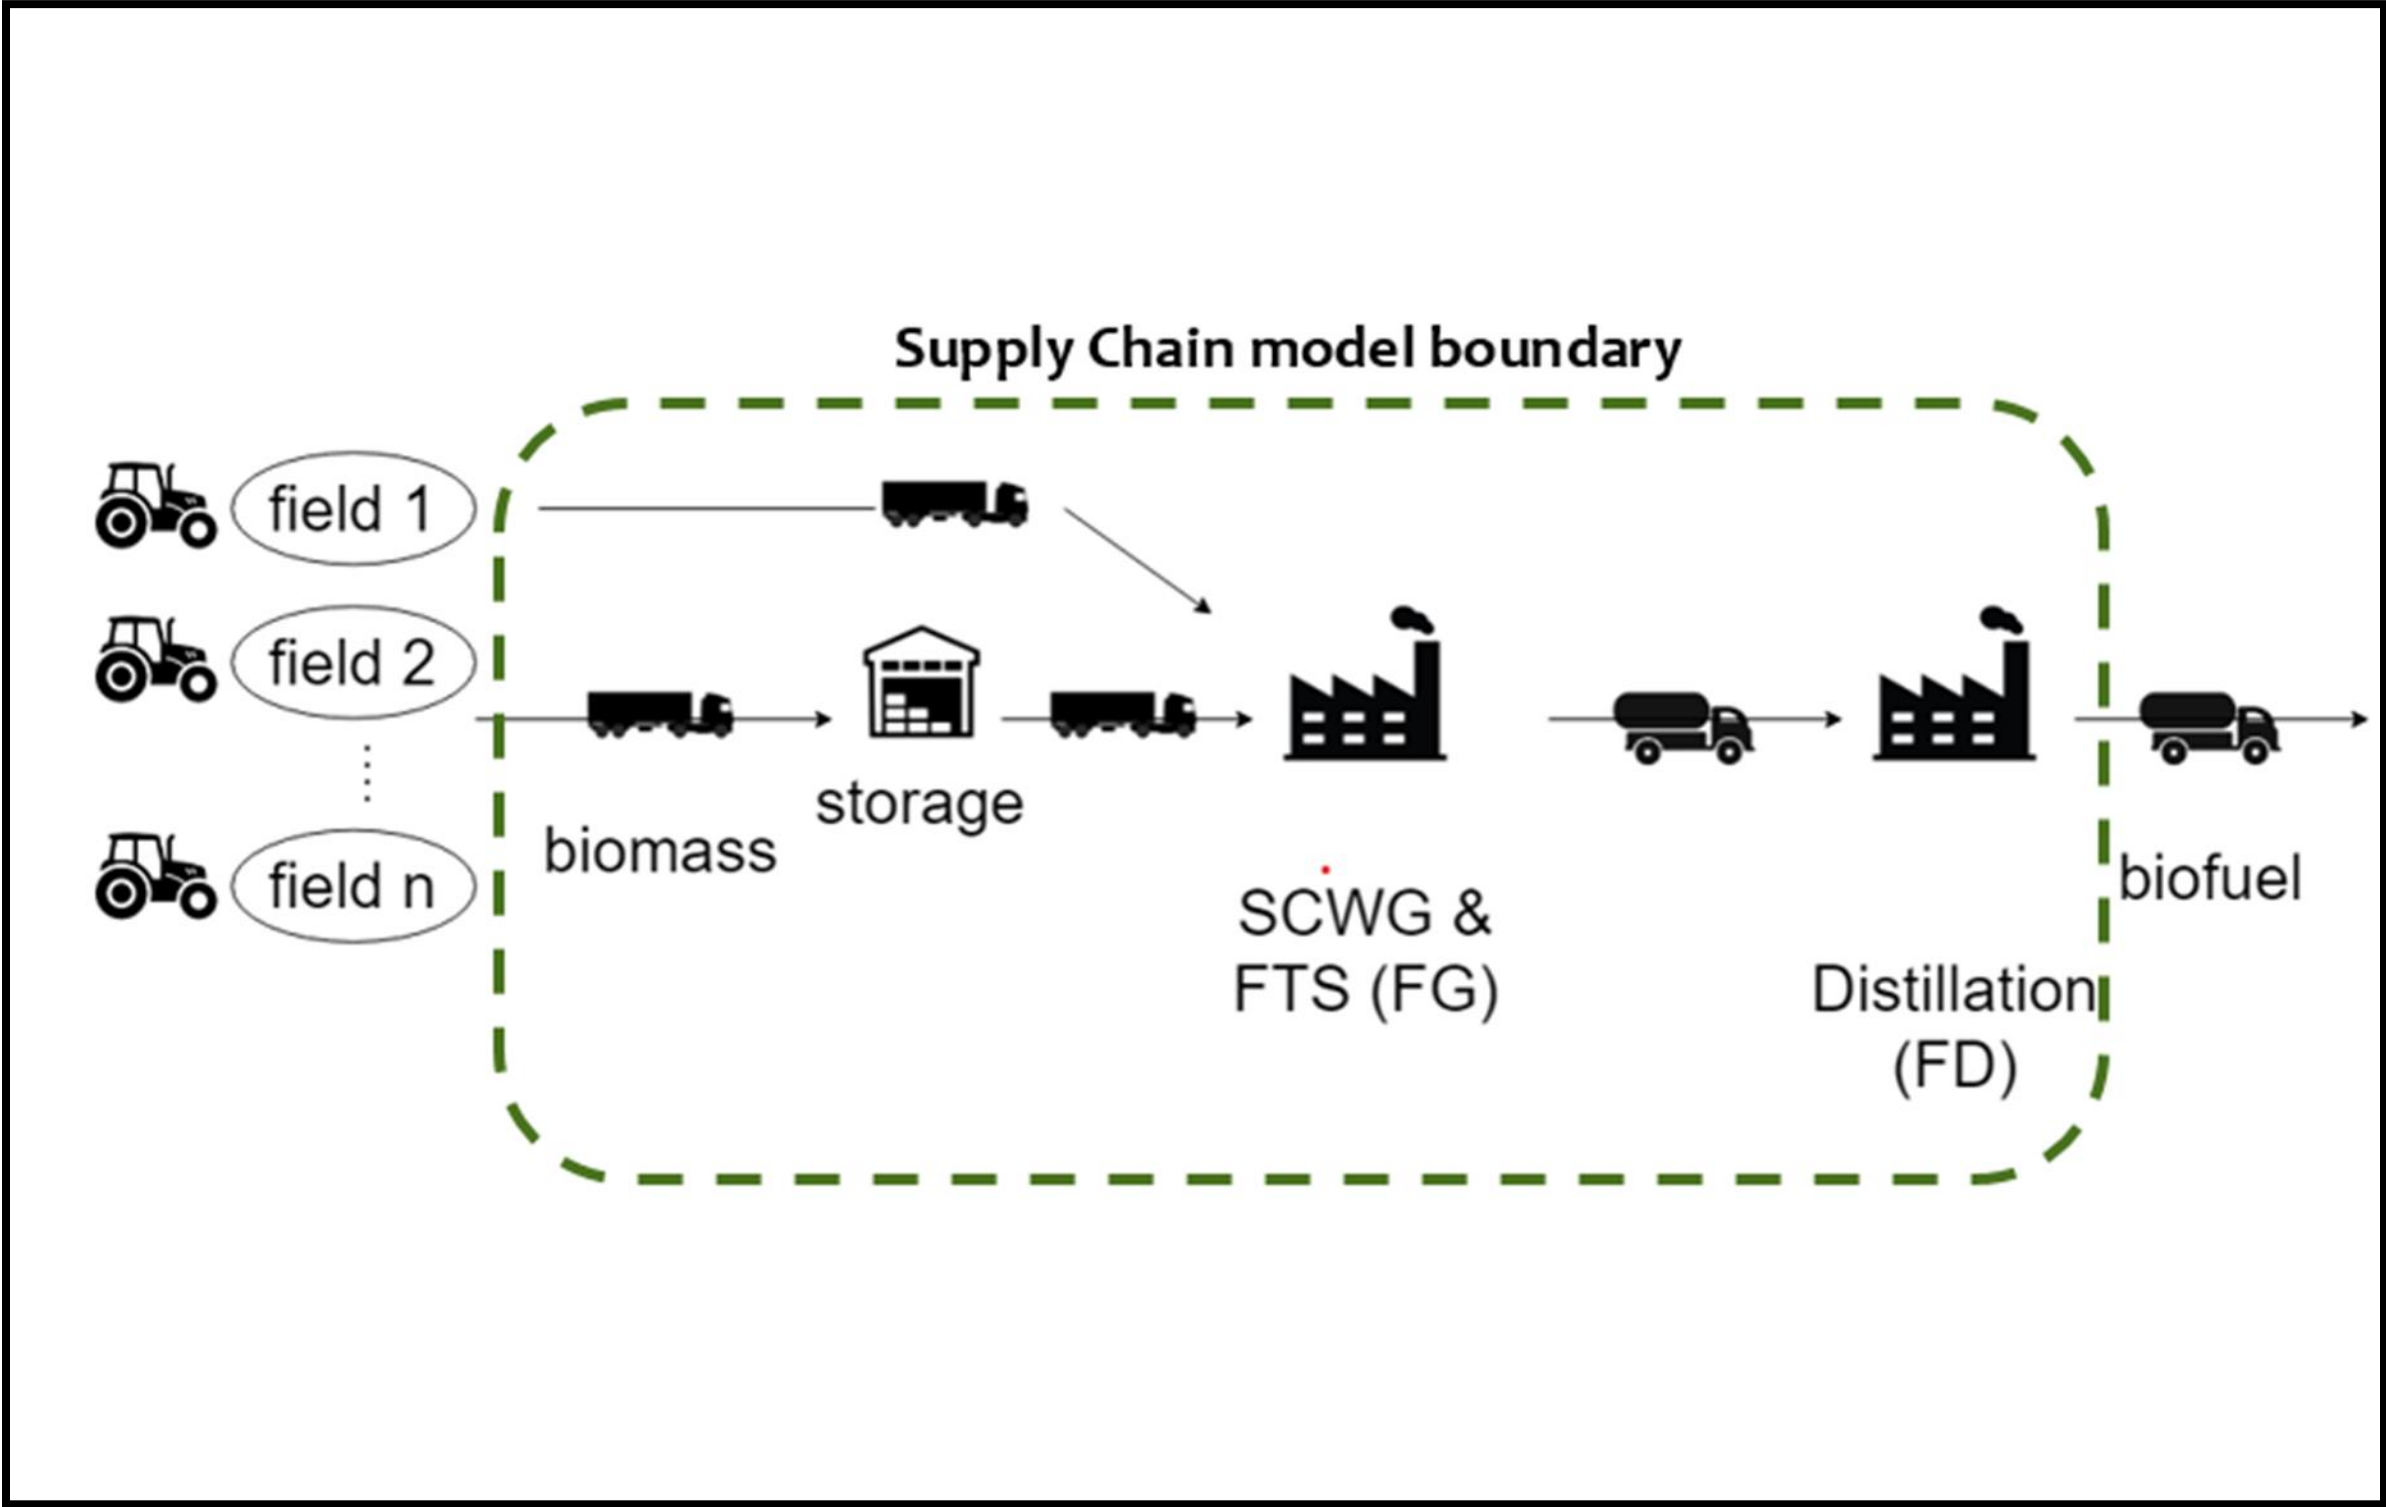 Supply Chain model boundary
field 1
field 2
field n
biomass
storage
SCWG &
FTS (FG)
Distillation
(FD)
biofuel